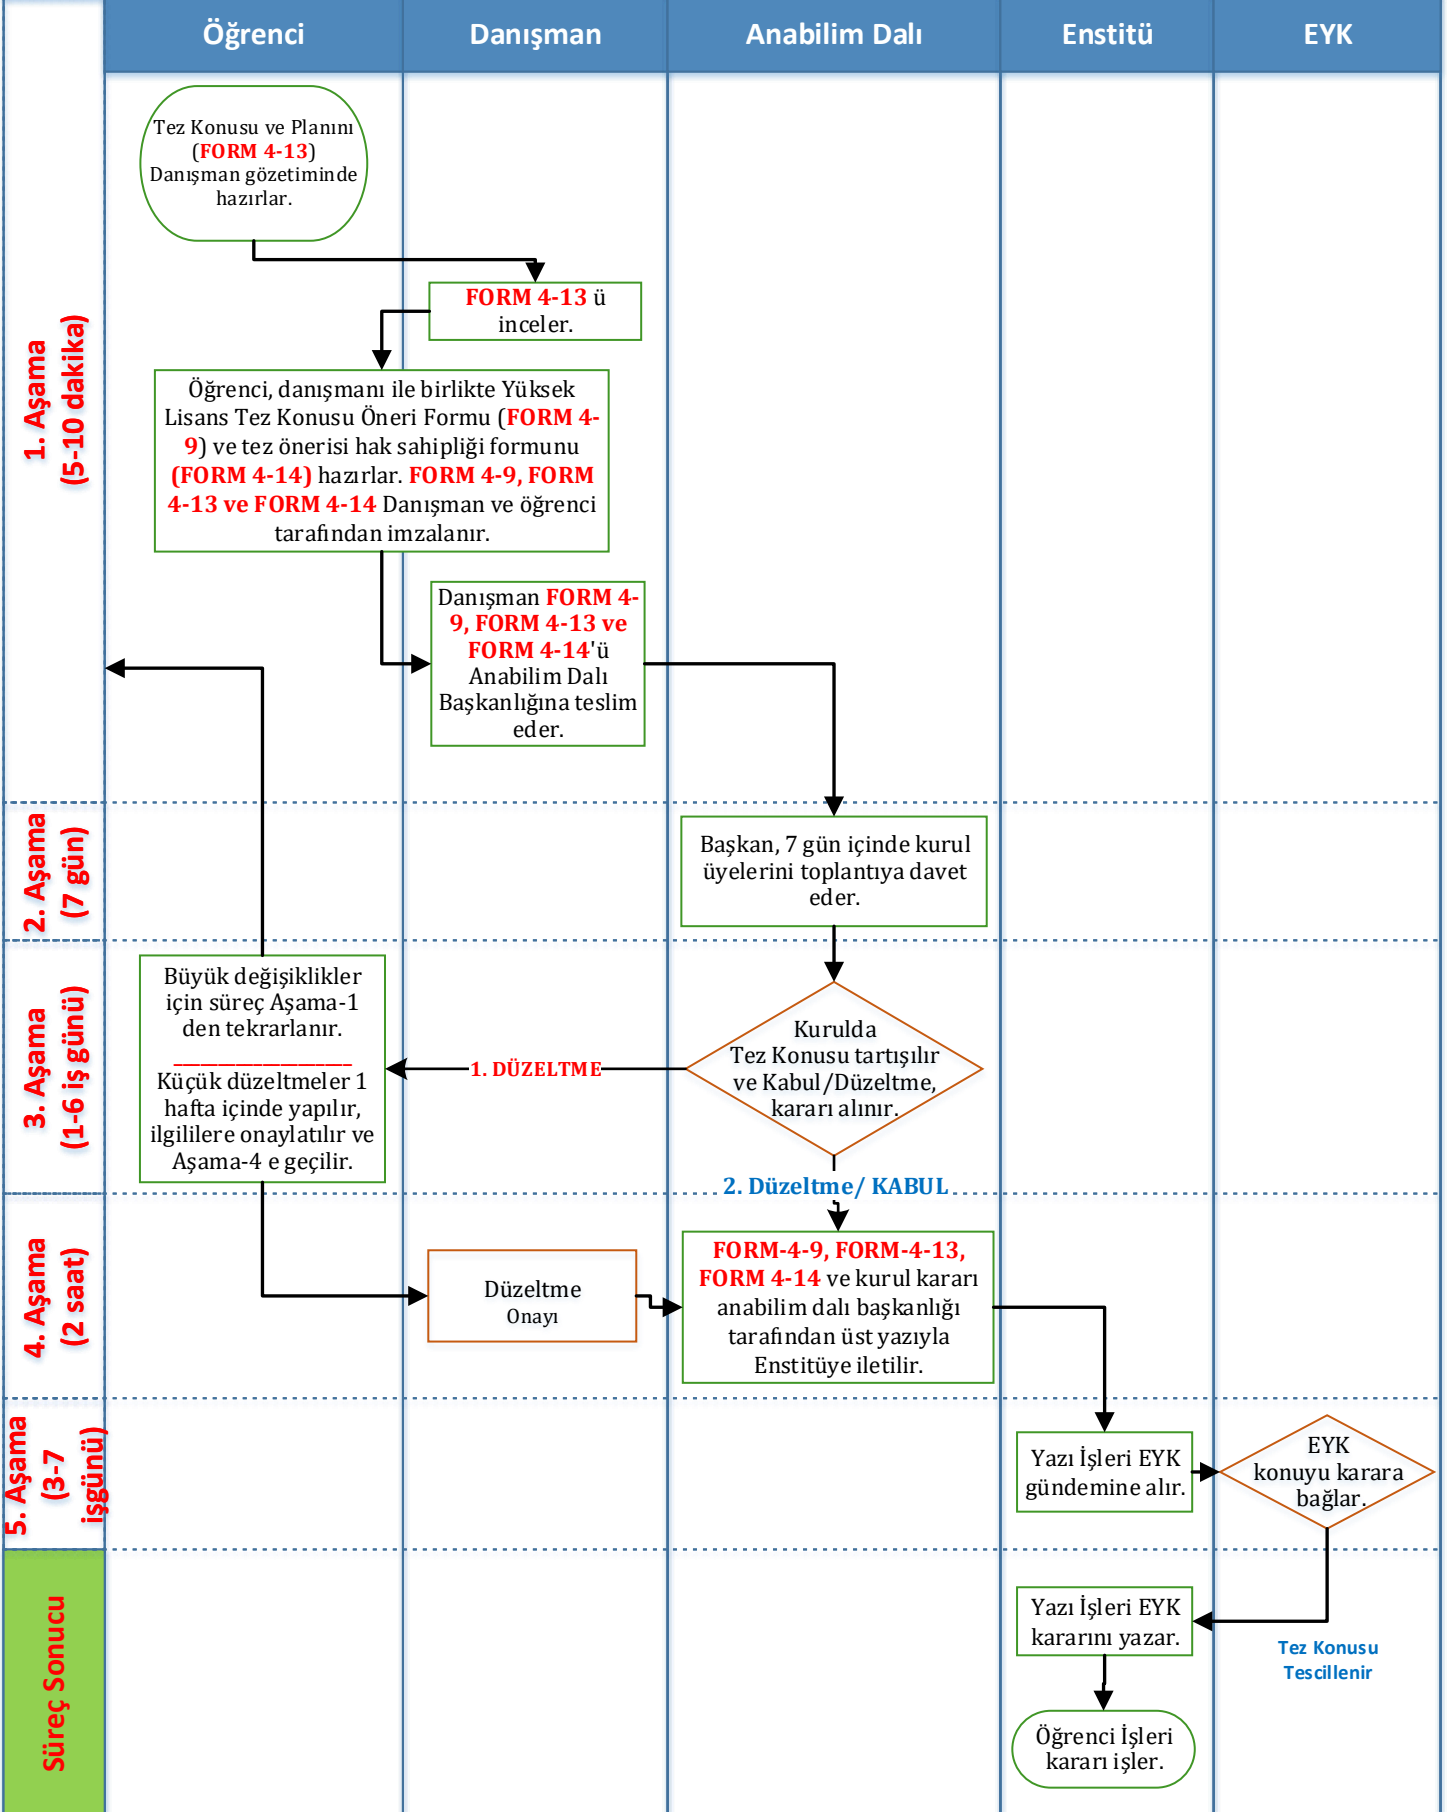 Öğrenci
Danışman
Anabilim Dalı
Enstitü
EYK
1. Aşama
(5-10 dakika)
Tez Konusu ve Planını
(FORM 4-13)
Danışman gözetiminde
hazırlar.
FORM 4-13 ü
inceler.
Öğrenci, danışmanı ile birlikte Yüksek
Lisans Tez Konusu Öneri Formu (FORM 4-
9) ve tez önerisi hak sahipliği formunu
(FORM 4-14) hazırlar. FORM 4-9, FORM
4-13 ve FORM 4-14 Danışman ve öğrenci
tarafından imzalanır.
Danışman FORM 4-
9, FORM 4-13 ve
FORM 4-14'ü
Anabilim Dalı
Başkanlığına teslim
eder.
2. Aşama
(7 gün)
Başkan, 7 gün içinde kurul
üyelerini toplantıya davet
eder.
3. Aşama
(1-6 iş günü)
Büyük değişiklikler
için süreç Aşama-1
den tekrarlanır.
Küçük düzeltmeler 1
hafta içinde yapılır,
ilgililere onaylatılır ve
Aşama-4 e geçilir.
1. DÜZELTME
Kurulda
Tez Konusu tartışılır
ve Kabul/Düzeltme,
kararı alınır.
2. Düzeltme/ KABUL
4. Aşama
(2 saat)
Düzeltme
Onayı
FORM-4-9, FORM-4-13,
FORM 4-14 ve kurul kararı
anabilim dalı başkanlığı
tarafından üst yazıyla
Enstitüye iletilir.
5. Aşama
(3-7
işgünü)
Yazı İşleri EYK
gündemine alır.
EYK
konuyu karara
bağlar.
Süreç Sonucu
Yazı İşleri EYK
kararını yazar.
Tez Konusu
Tescillenir
Öğrenci İşleri
kararı işler.